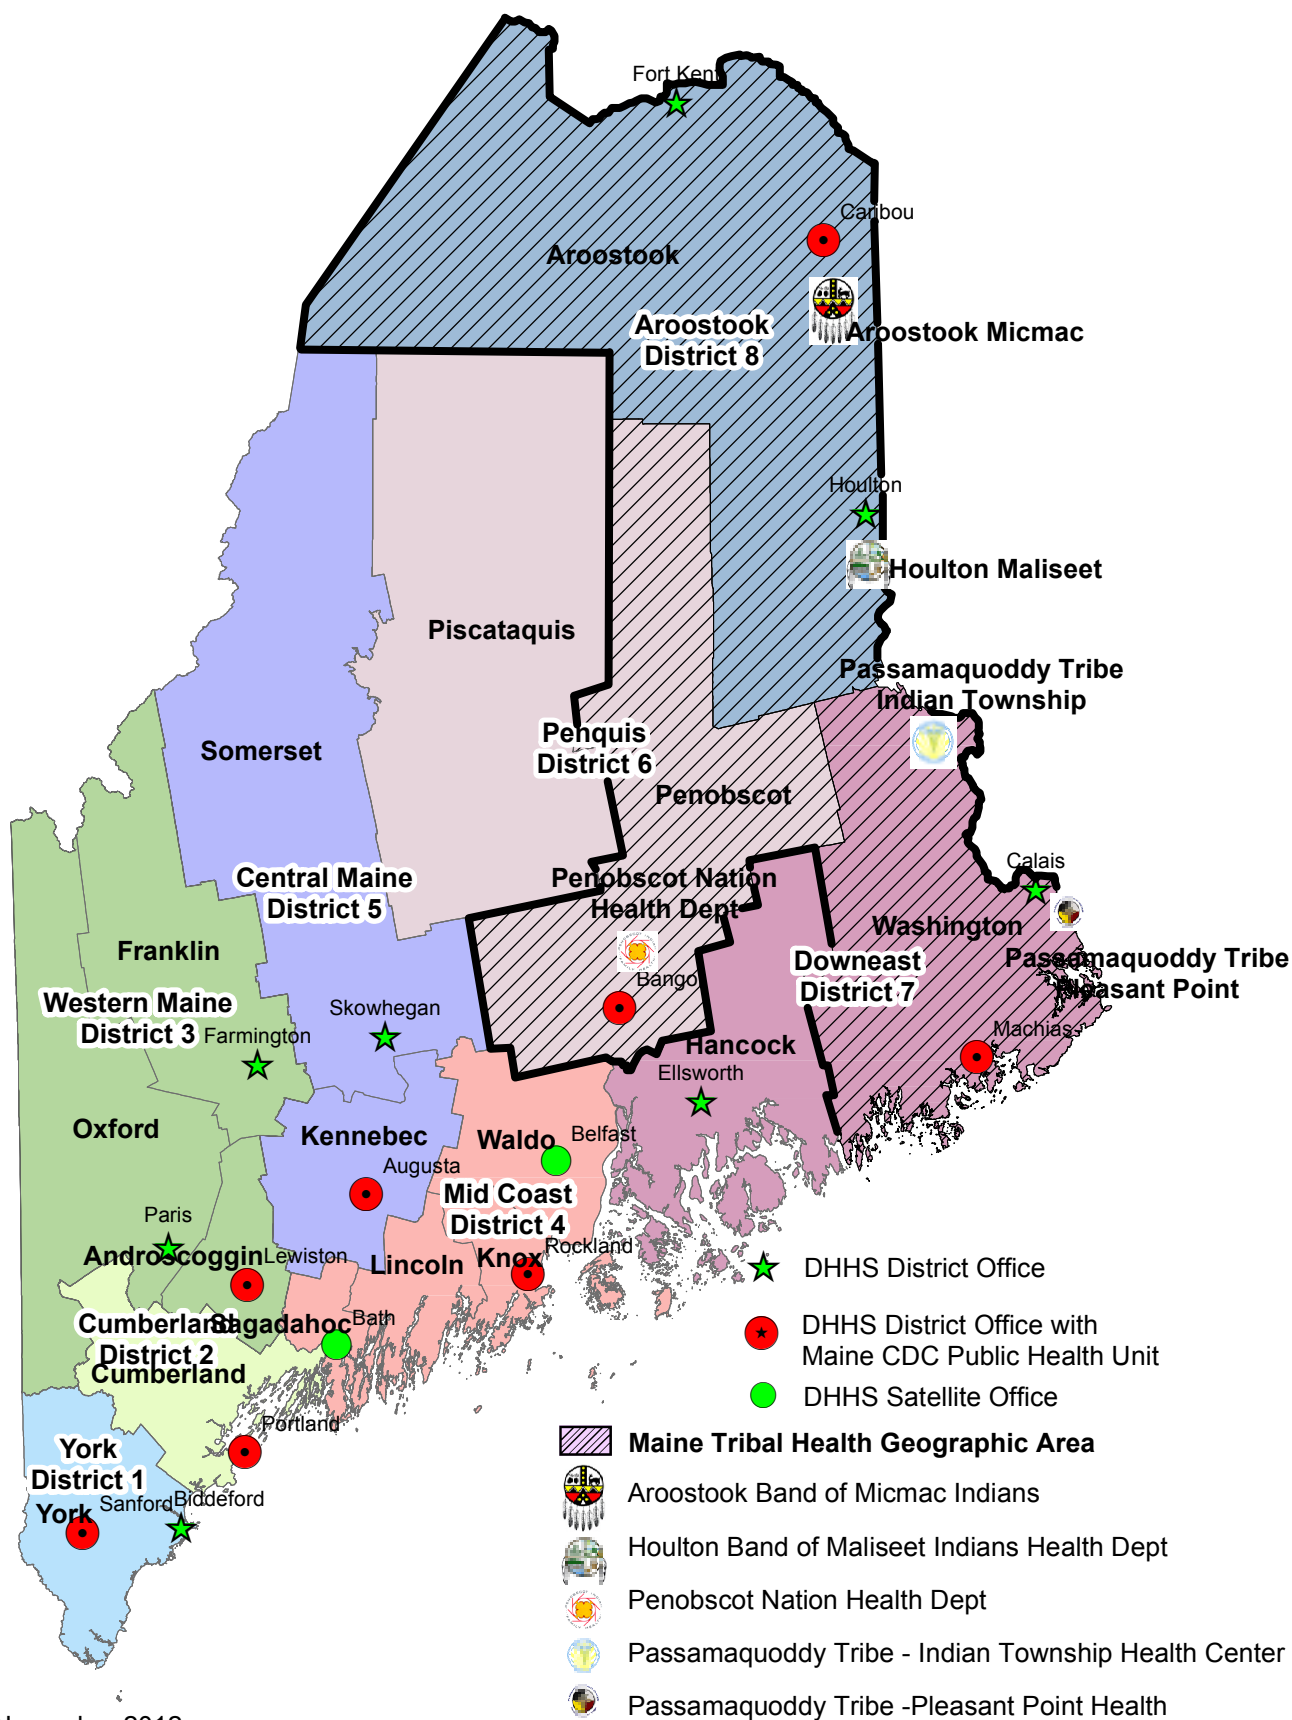 Fort Kent
Caribou
Aroostook
Aroostook
District 8
Aroostook Micmac
Houlton
Houlton Maliseet
Piscataquis
Passamaquoddy Tribe
Indian Township
Somerset
Penquis
District 6
Penobscot
Calais
Central Maine
District 5
Penobscot Nation
Health Dept
Washington
Franklin
Downeast
District 7
Passamaquoddy Tribe
Pleasant Point
Western Maine
District 3
Skowhegan
Farmington
Bango
Machias
Hancock
Ellsworth
Oxford
Kennebec
Waldo
Belfast
Augusta
Mid Coast
District 4
Paris
Androscoggin
Lewiston
Lincoln
Knox
Rockland
DHHS District Office
Cumberland
District 2
Sagadahoc
Bath
DHHS District Office with
Maine CDC Public Health Unit
Cumberland
DHHS Satellite Office
Portland
Maine Tribal Health Geographic Area
York
District 1
York
Sanford
Biddeford
Aroostook Band of Micmac Indians
Houlton Band of Maliseet Indians Health Dept
Penobscot Nation Health Dept
Passamaquoddy Tribe - Indian Township Health Center
Passamaquoddy Tribe -Pleasant Point Health